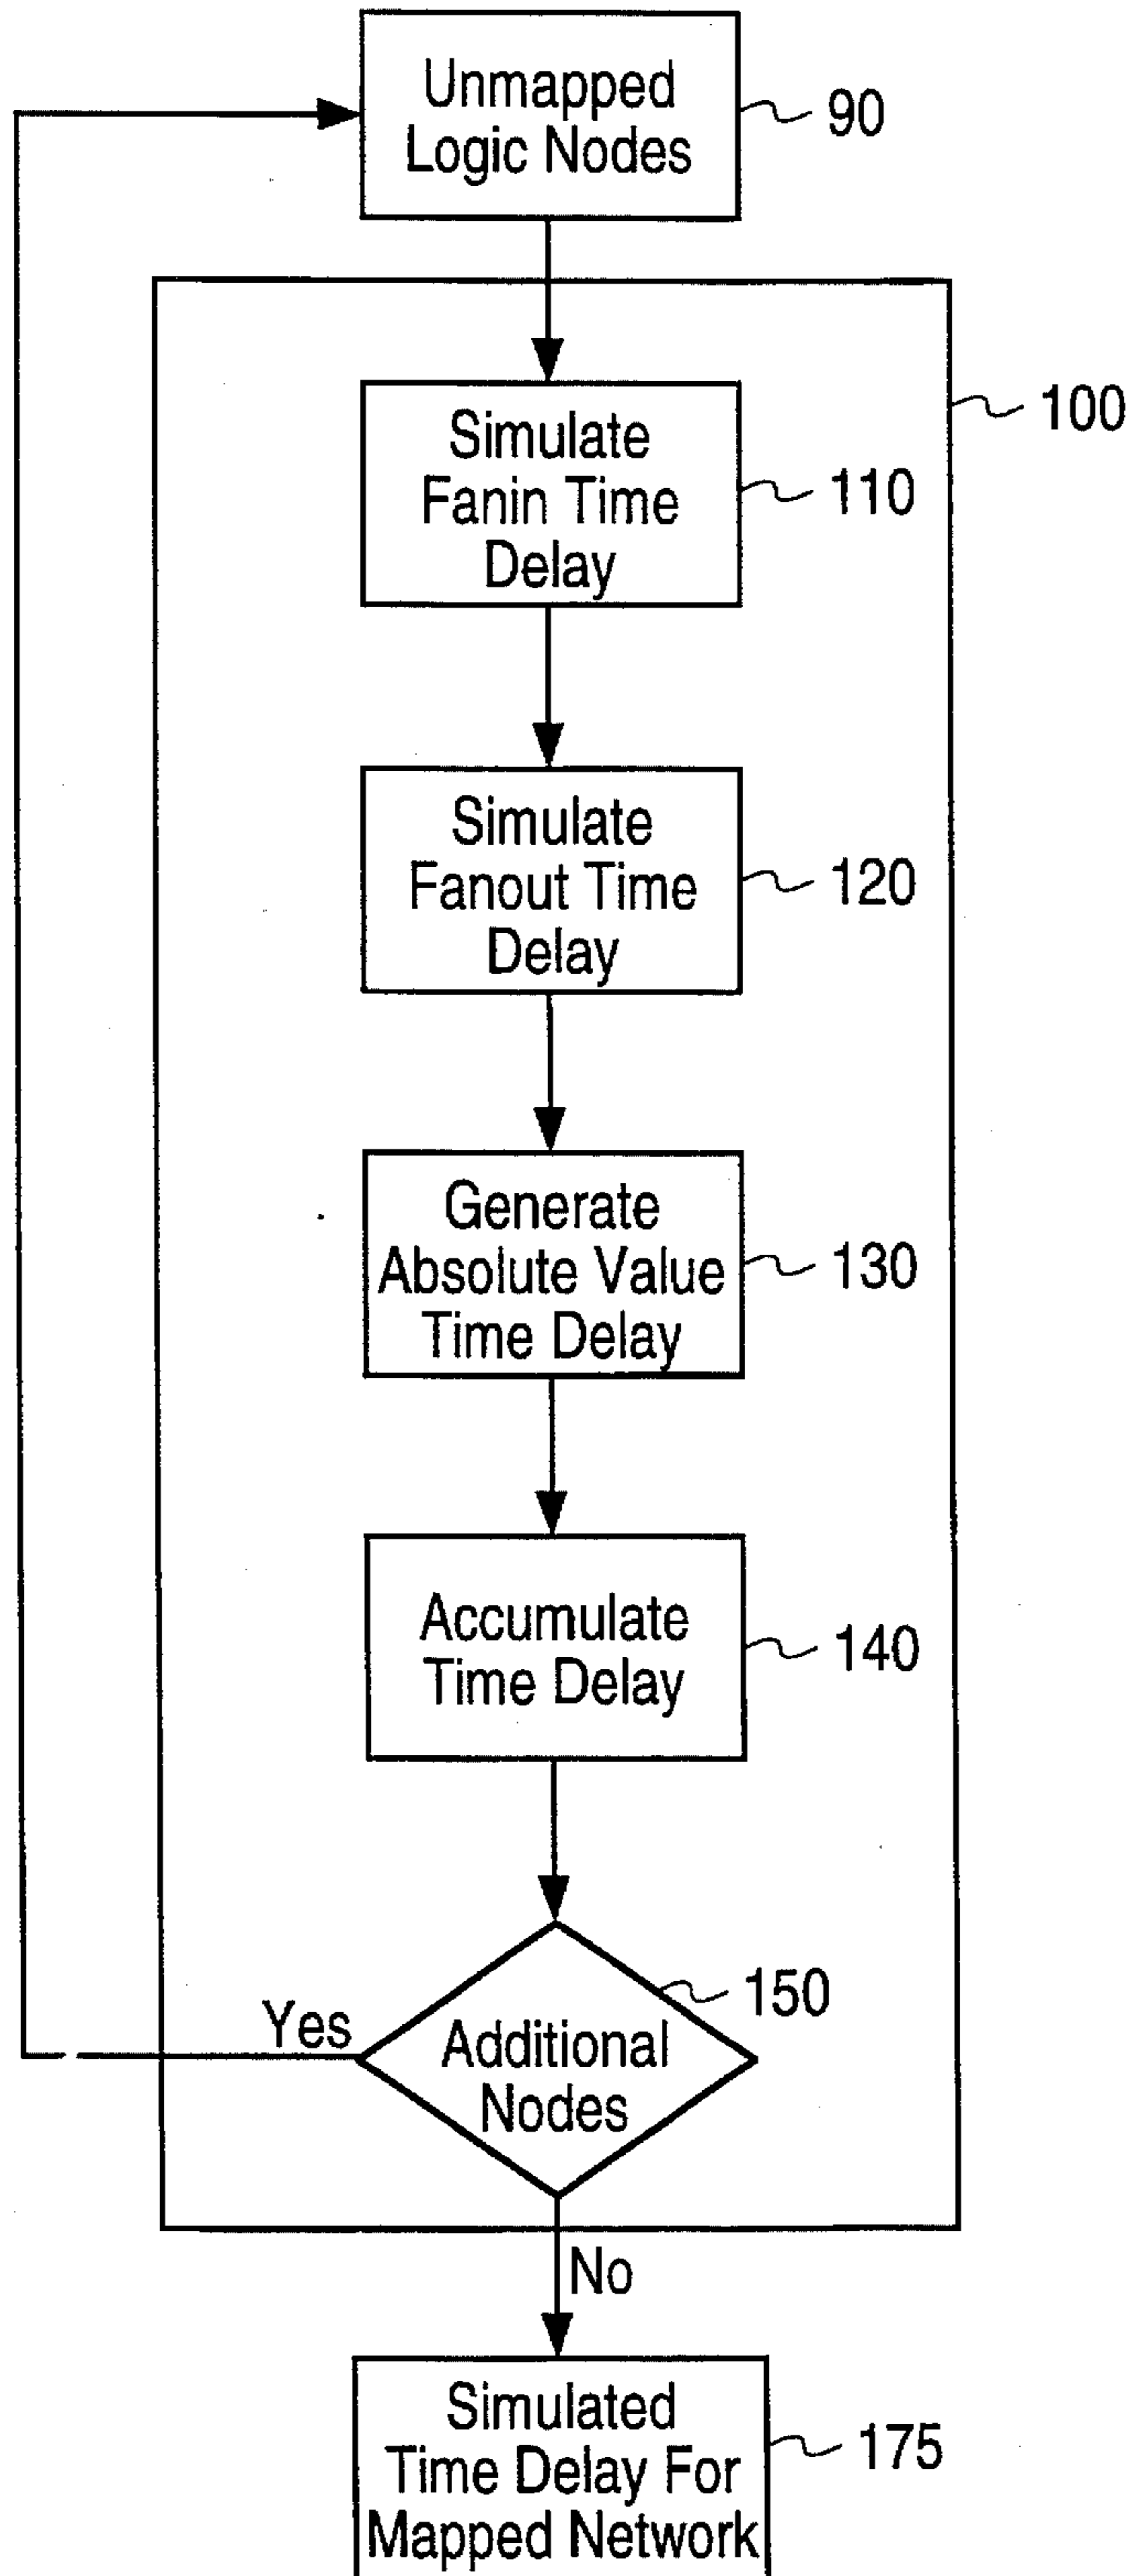 Unmapped
Logic Nodes
90
100
Simulate
Fanin Time
Delay
110
Simulate
Fanout Time
Delay
120
Generate
Absolute Value
Time Delay
130
Accumulate
Time Delay
140
150
Yes
Additional
Nodes
No
Simulated
Time Delay For
Mapped Network
175